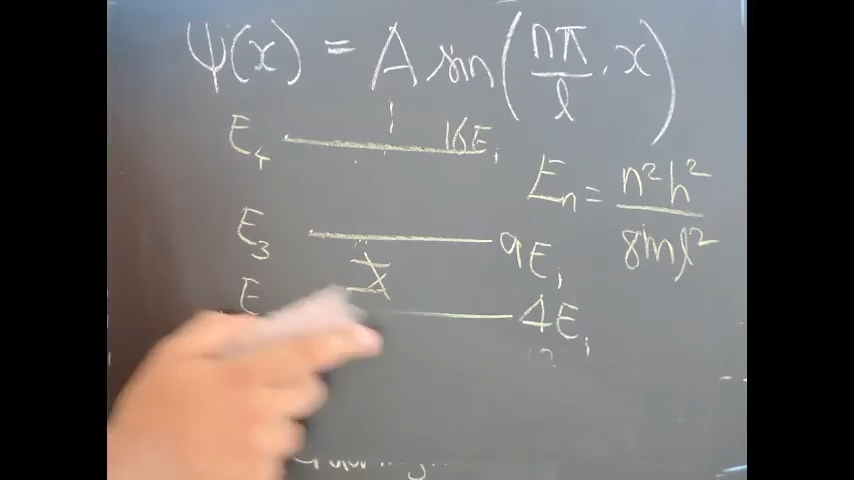 ψ(x) = A sin(nπ/l . x)
E₄ 16E₁
Eₙ = n²h²/8ml²
E₃ 9E₁
E 4E₁